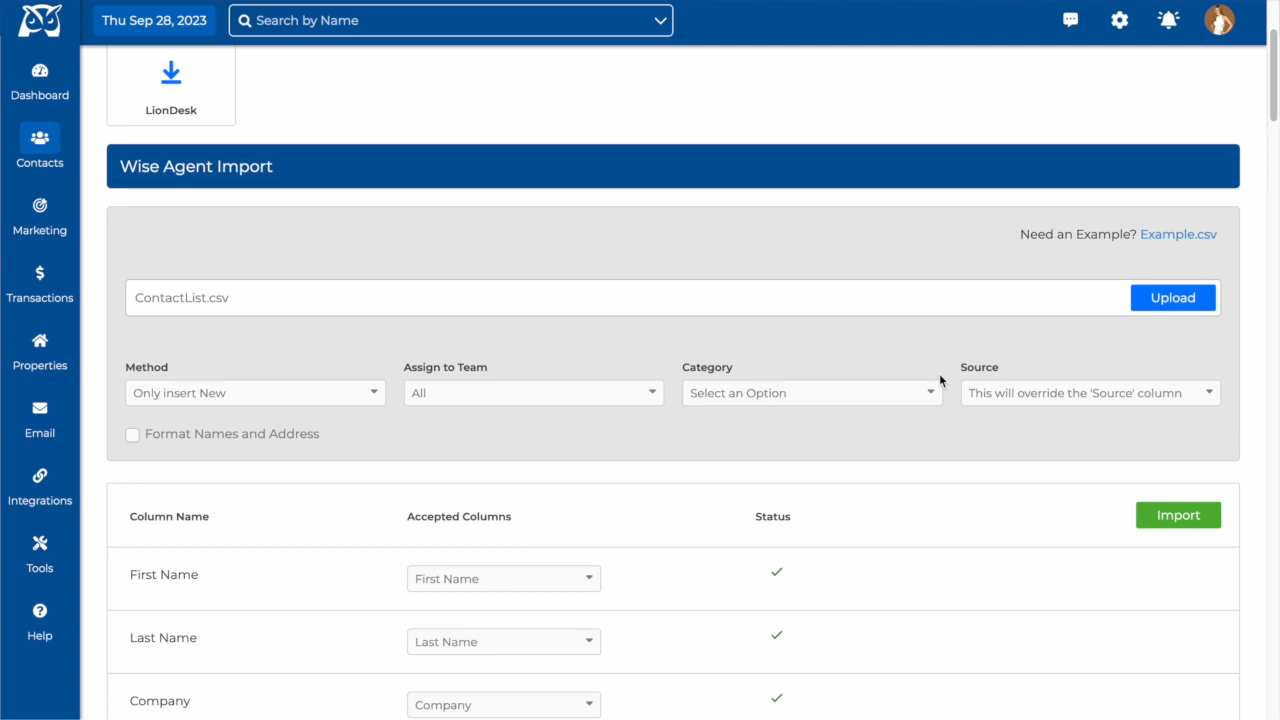 Thu Sep 28, 2023
Search by Name
Dashboard
Contacts
Marketing
Transactions
Properties
Email
Integrations
Tools
Help
LionDesk
Wise Agent Import
Need an Example? Example.csv
ContactList.csv
Upload
Method
Assign to Team
Category
Source
Only insert New
All
Select an Option
This will override the 'Source' column
Format Names and Address
Column Name
Accepted Columns
Status
Import
First Name
First Name
Last Name
Last Name
Company
Company